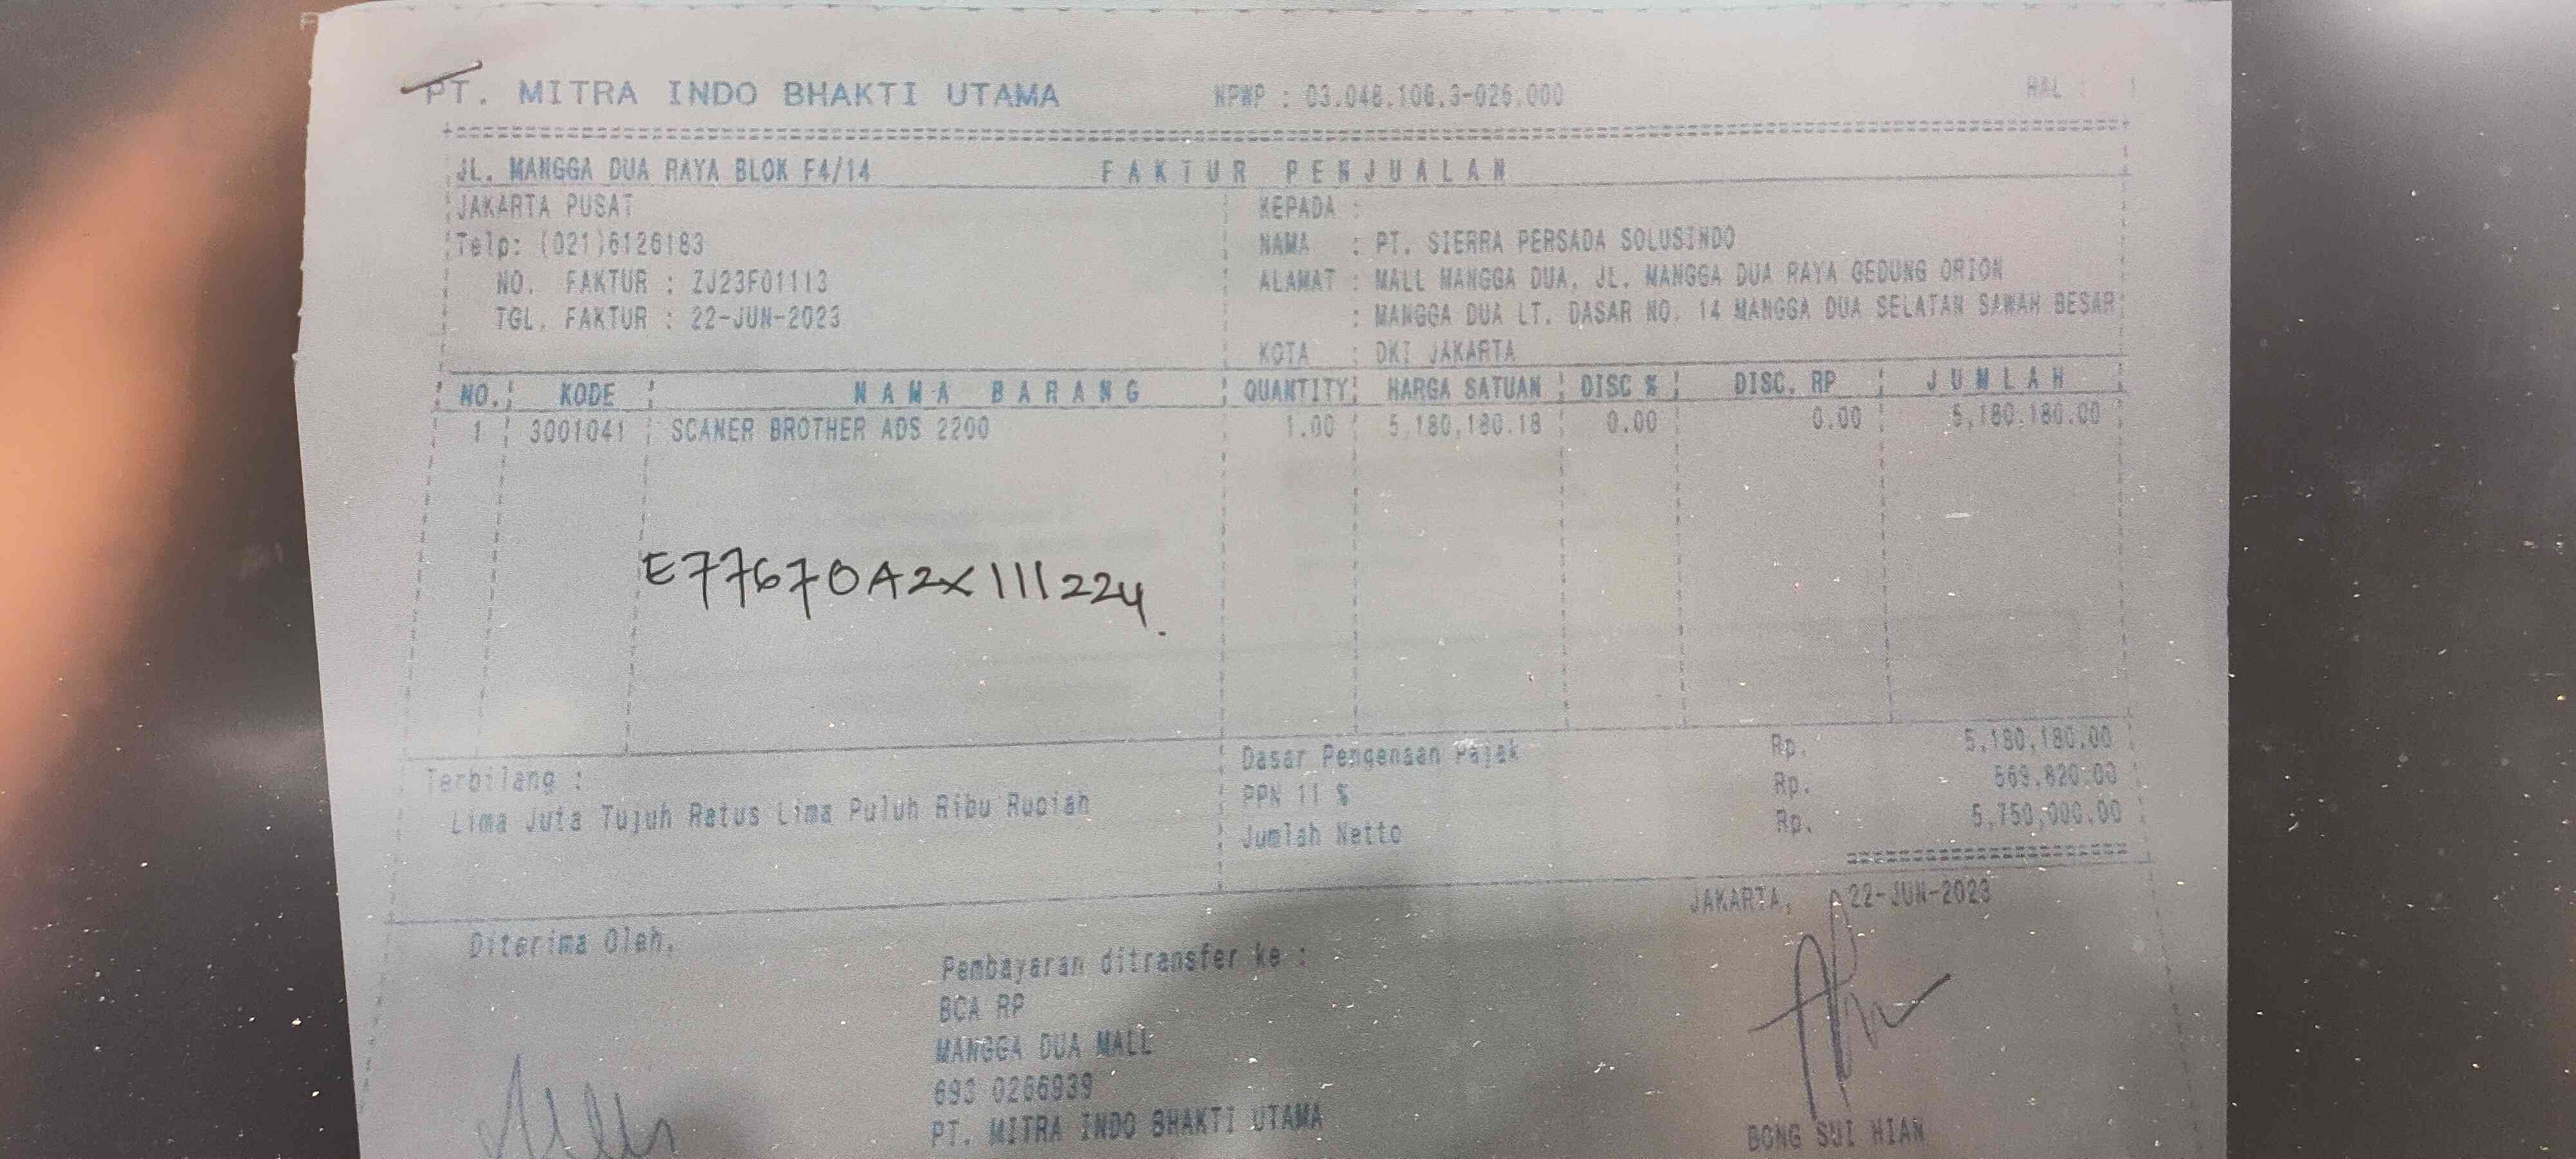 PT. MITRA INDO BHAKTI UTAMA NPWP : 03.048.106.3-026.000 HAL : 1
JL. MANGGA DUA RAYA BLOK F4/14 FAKTUR PENJUALAN
JAKARTA PUSAT KEPADA :
Telp: (021)6126183 NAMA : PT. SIERRA PERSADA SOLUSINDO
NO. FAKTUR : ZJ23F01113 ALAMAT : MALL MANGGA DUA, JL. MANGGA DUA RAYA GEDUNG ORION
TGL. FAKTUR : 22-JUN-2023 : MANGGA DUA LT. DASAR NO. 14 MANGGA DUA SELATAN SAWAH BESAR
KOTA : DKI JAKARTA
NO. KODE NAMA BARANG QUANTITY HARGA SATUAN DISC % DISC. RP JUMLAH
1 3001041 SCANER BROTHER ADS 2200 1.00 5,180,180.18 0.00 0.00 5,180,180.00
E77670A2X111224.
Dasar Pengenaan Pajak Rp. 5,180,180.00
Terbilang : PPN 11 % Rp. 569,820.00
Lima Juta Tujuh Ratus Lima Puluh Ribu Rupiah Jumlah Netto Rp. 5,750,000.00
JAKARTA, 22-JUN-2023
Diterima Oleh,
Pembayaran ditransfer ke :
BCA RP
MANGGA DUA MALL
693 0266939
PT. MITRA INDO BHAKTI UTAMA BONG SUI HIAN